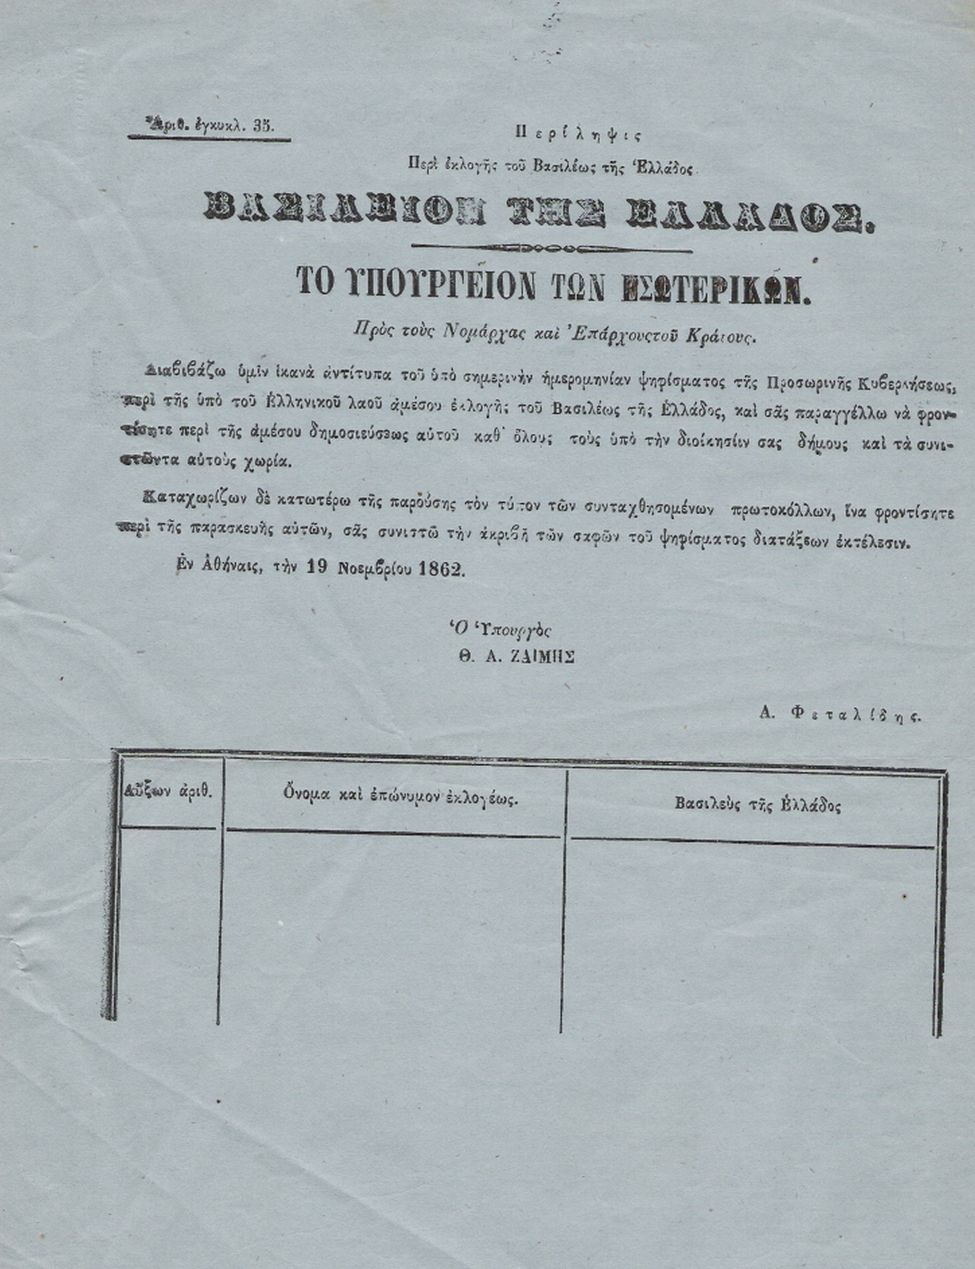 Ἀριθ. ἐγκυκλ. 35.
Περίληψις
Περὶ ἐκλογῆς τοῦ Βασιλέως τῆς Ἑλλάδος
ΒΑΣΙΛΕΙΟΝ ΤΗΣ ΕΛΛΑΔΟΣ.
ΤΟ ΥΠΟΥΡΓΕΙΟΝ ΤΩΝ ΕΣΩΤΕΡΙΚΩΝ.
Πρὸς τοὺς Νομάρχας καὶ Ἐπάρχουςτοῦ Κράτους.
Διαβιβάζω ὑμῖν ἱκανὰ ἀντίτυπα τοῦ ὑπὸ σημερινὴν ἡμερομηνίαν ψηφίσματος τῆς Προσωρινῆς Κυβερνήσεως,
περὶ τῆς ὑπὸ τοῦ Ἑλληνικοῦ λαοῦ ἀμέσου ἐκλογῆς τοῦ Βασιλέως τῆς Ἑλλάδος, καὶ σᾶς παραγγέλλω νὰ φρον-
τίσητε περὶ τῆς ἀμέσου δημοσιεύσεως αὐτοῦ καθ' ὅλους τοὺς ὑπὸ τὴν διοίκησίιν σας δήμους καὶ τὰ συνι-
στῶντα αὐτοὺς χωρία.
Καταχωρίζων δὲ κατωτέρω τῆς παρούσης τὸν τύπον τῶν συνταχθησομένων πρωτοκόλλων, ἵνα φροντίσητε
περὶ τῆς παρασκευῆς αὐτῶν, σᾶς συνιστῶ τὴν ἀκριβῆ τῶν σαφῶν τοῦ ψηφίσματος διατάξεων ἐκτέλεσιν.
Ἐν Ἀθήναις, τὴν 19 Νοεμβρίου 1862.
Ὁ Ὑπουργὸς
Θ. Α. ΖΑΙΜΗΣ
Α. Φεταλίδης.
Αὔξων ἀριθ.
Ὄνομα καὶ ἐπώνυμον ἐκλογέως.
Βασιλεὺς τῆς Ἑλλάδος